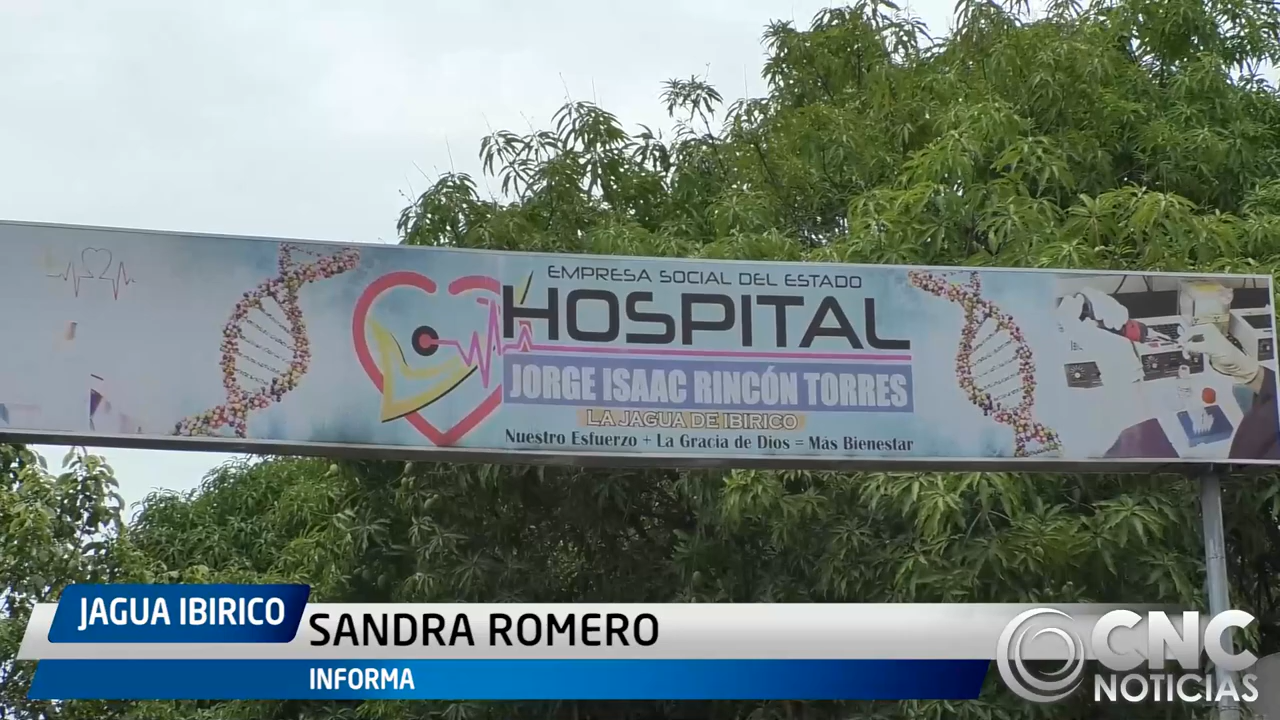 EMPRESA SOCIAL DEL ESTADO
HOSPITAL
JORGE ISAAC RINCÓN TORRES
LA JAGUA DE IBIRICO
Nuestro Esfuerzo + La Gracia de Dios = Más Bienestar
JAGUA IBIRICO
SANDRA ROMERO
INFORMA
CNC
NOTICIAS